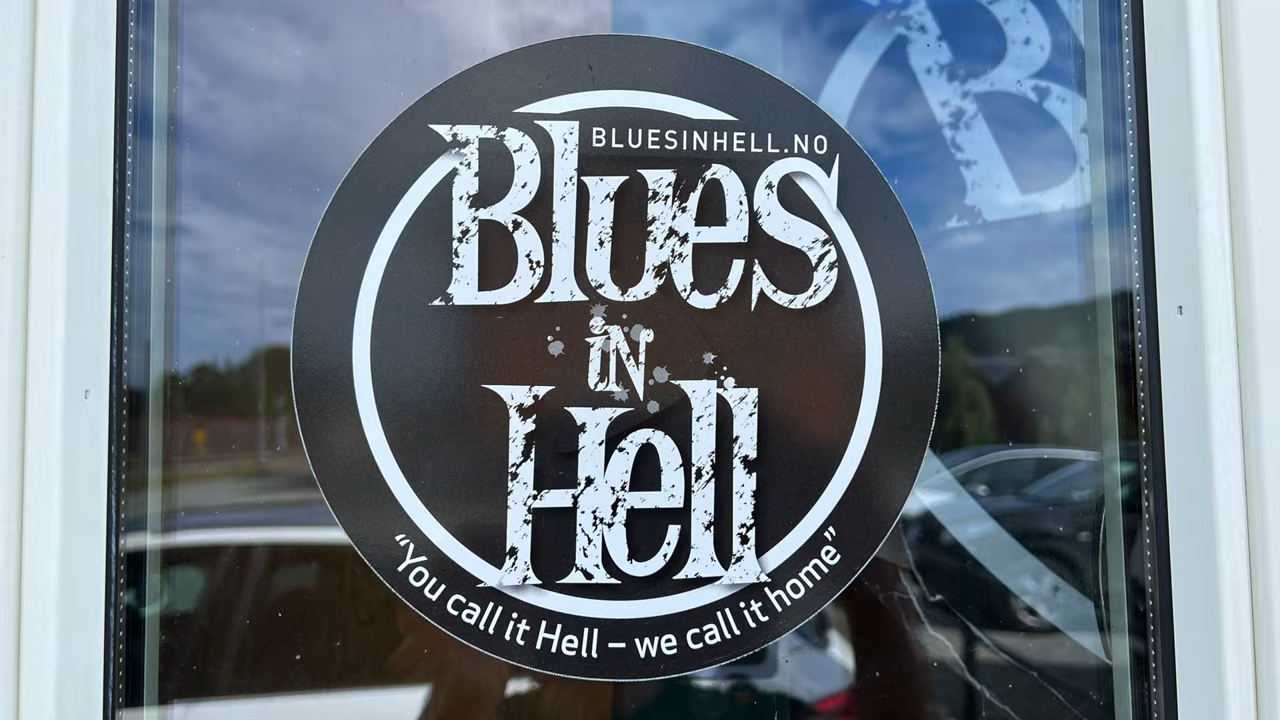 BLUESINHELL.NO
Blues
iN
Hell
“You call it Hell – we call it home”
B